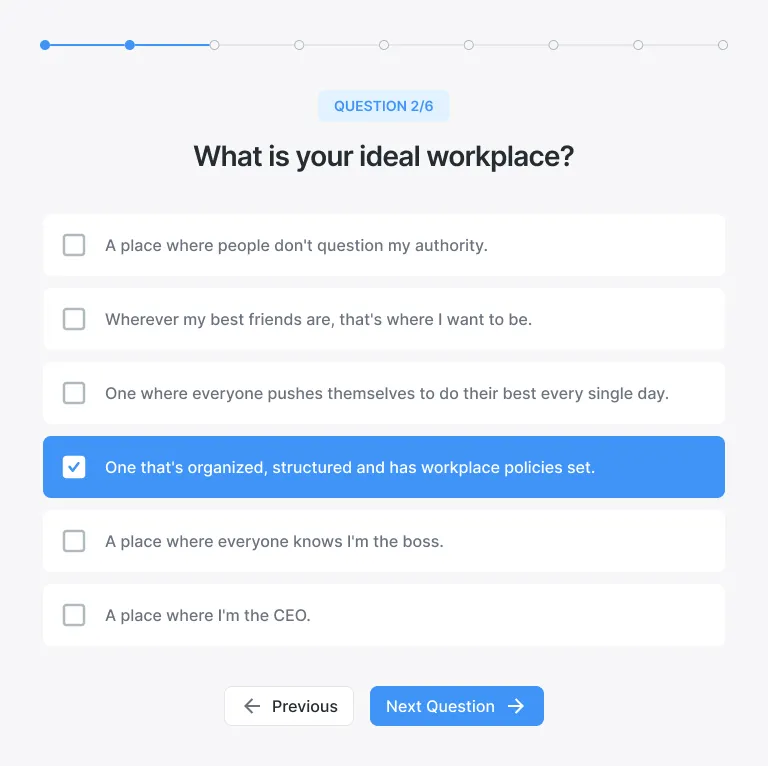 QUESTION 2/6
What is your ideal workplace?
A place where people don't question my authority.
Wherever my best friends are, that's where I want to be.
One where everyone pushes themselves to do their best every single day.
One that's organized, structured and has workplace policies set.
A place where everyone knows I'm the boss.
A place where I'm the CEO.
Previous
Next Question